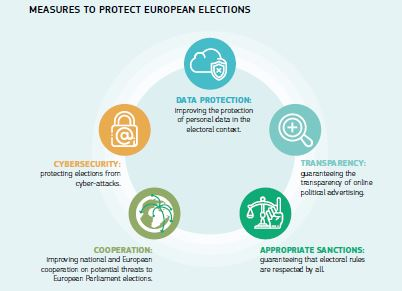 MEASURES TO PROTECT EUROPEAN ELECTIONS
DATA PROTECTION:
improving the protection
of personal data in the
electoral context.
CYBERSECURITY:
protecting elections from
cyber-attacks.
TRANSPARENCY:
guaranteeing the
transparency of online
political advertising.
COOPERATION:
improving national and European
cooperation on potential threats to
European Parliament elections.
APPROPRIATE SANCTIONS:
guaranteeing that electoral rules
are respected by all.